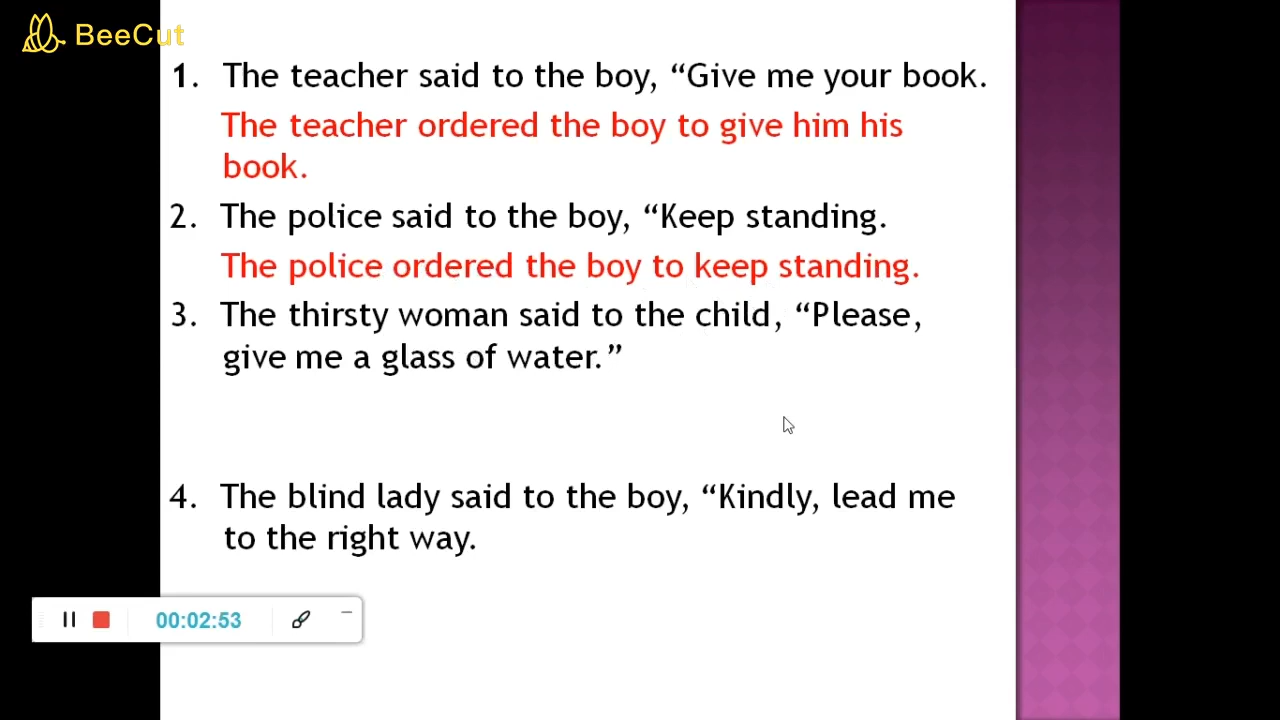 BeeCut
1. The teacher said to the boy, “Give me your book.
The teacher ordered the boy to give him his
book.
2. The police said to the boy, “Keep standing.
The police ordered the boy to keep standing.
3. The thirsty woman said to the child, “Please,
give me a glass of water.”
4. The blind lady said to the boy, “Kindly, lead me
to the right way.
00:02:53